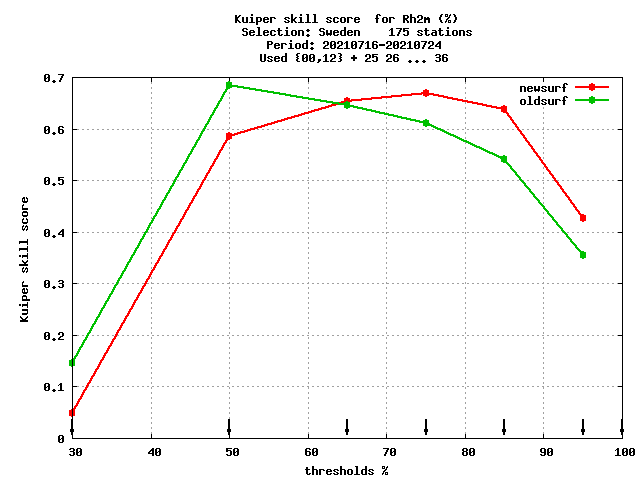 Kuiper skill score  for Rh2m (%)
Selection: Sweden    175 stations
Period: 20210716-20210724
Used {00,12} + 25 26 ... 36
newsurf
oldsurf
0.7
0.6
0.5
0.4
0.3
0.2
0.1
0
Kuiper skill score
30 40 50 60 70 80 90 100
thresholds %